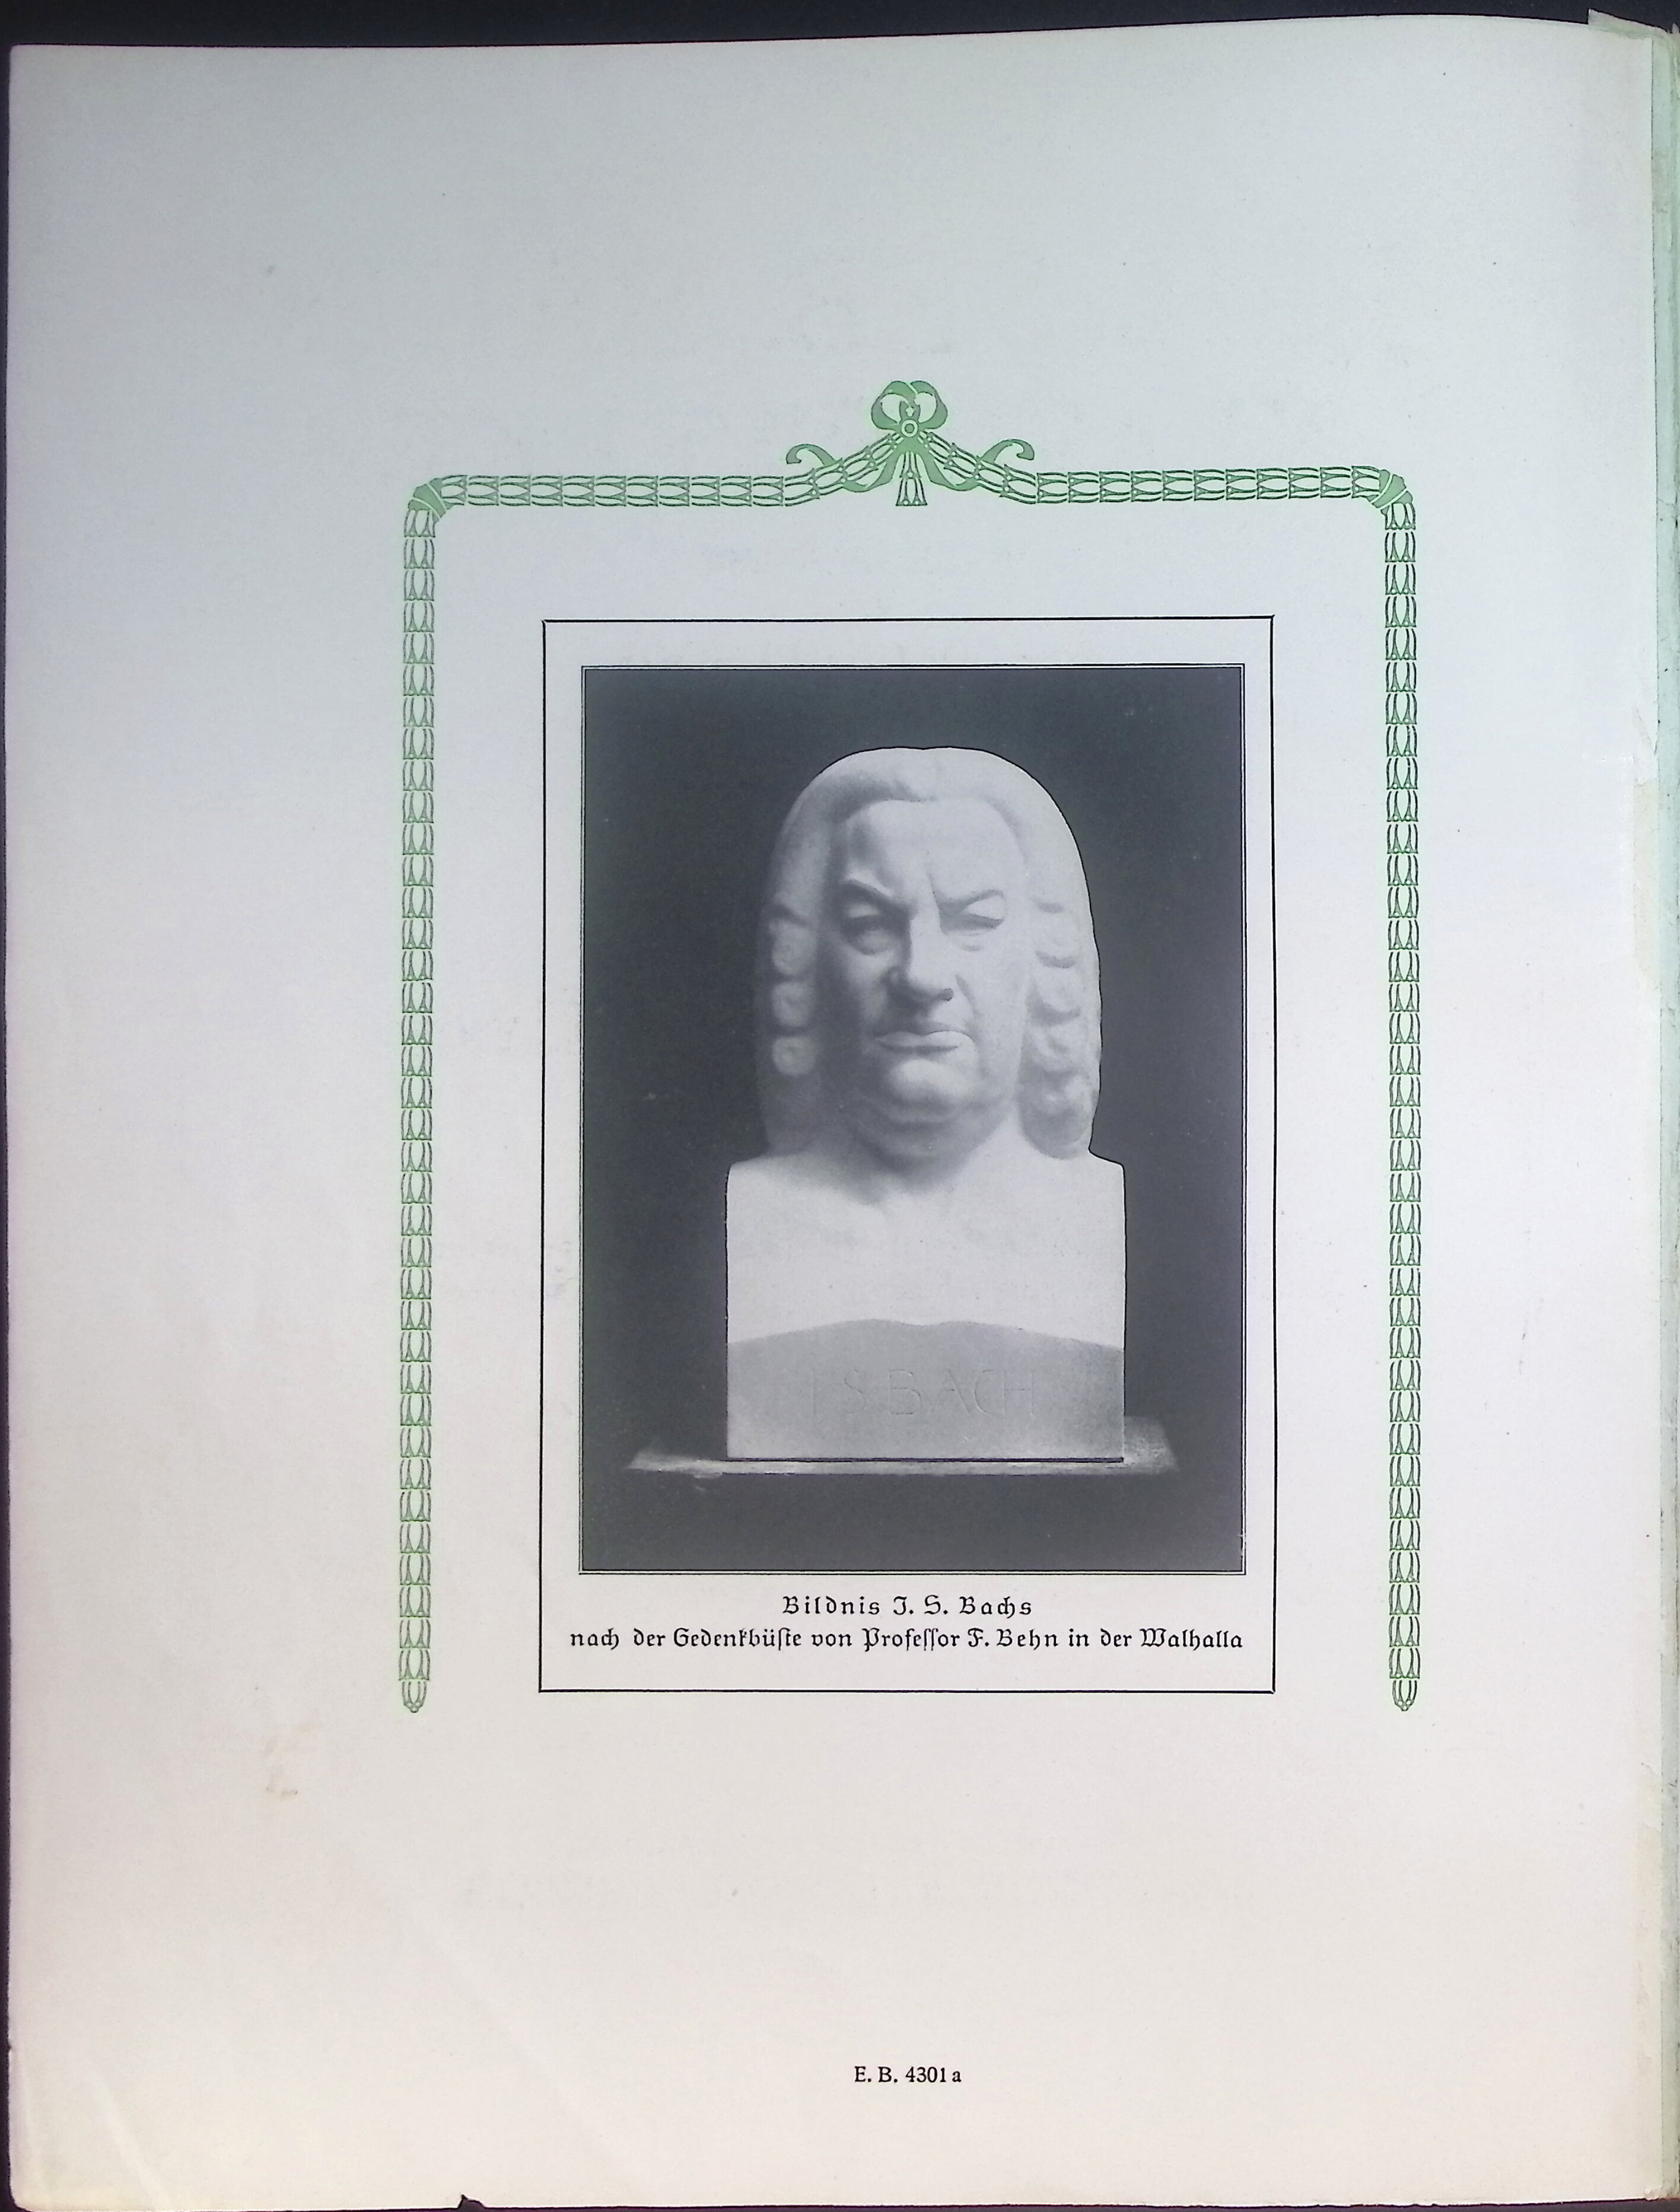 I S BACH
Bildnis J. S. Bachs
nach der Gedenkbüſte von Profeſſor F. Behn in der Walhalla
E. B. 4301 a